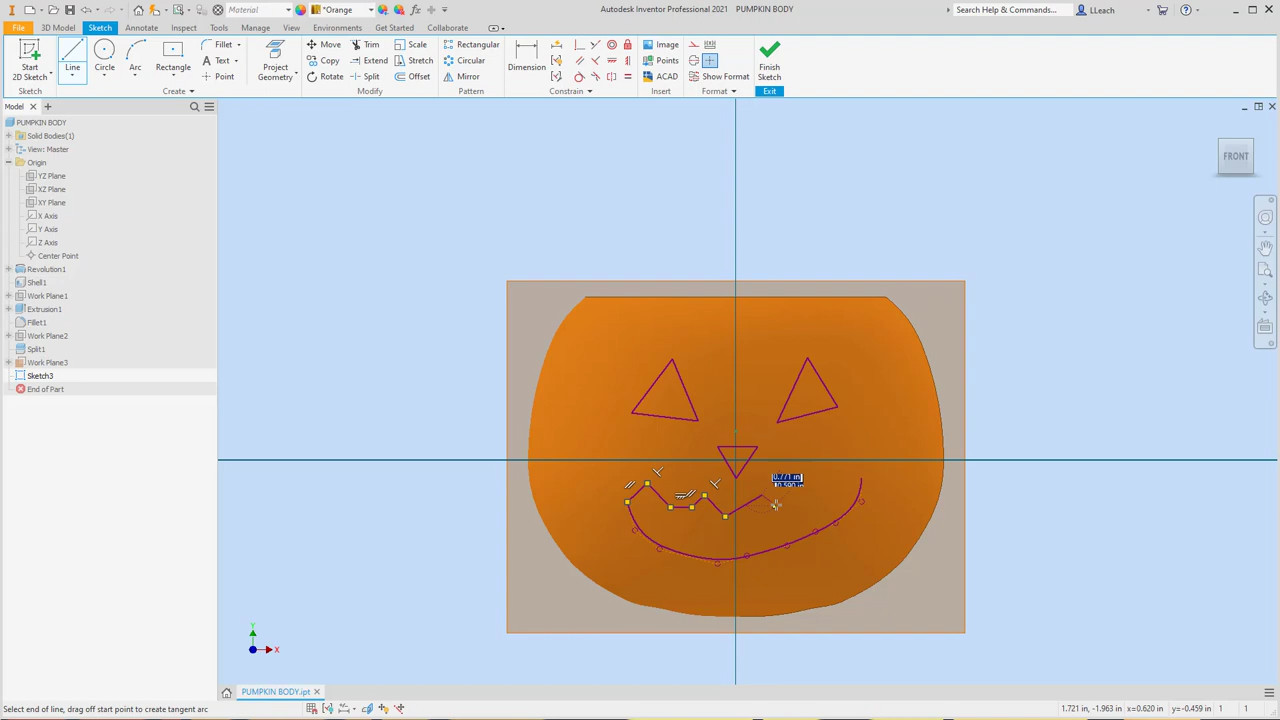 Material
*Orange
Autodesk Inventor Professional 2021 PUMPKIN BODY
Search Help & Commands...
LLeach
File
3D Model
Sketch
Annotate
Inspect
Tools
Manage
View
Environments
Get Started
Collaborate
Start
2D Sketch
Line
Circle
Arc
Rectangle
Fillet
Text
Point
Project
Geometry
Move
Copy
Rotate
Trim
Extend
Split
Scale
Stretch
Offset
Rectangular
Circular
Mirror
Dimension
Image
Points
ACAD
Show Format
Finish
Sketch
Sketch
Create
Modify
Pattern
Constrain
Insert
Format
Exit
Model
PUMPKIN BODY
Solid Bodies(1)
View: Master
Origin
YZ Plane
XZ Plane
XY Plane
X Axis
Y Axis
Z Axis
Center Point
Revolution1
Shell1
Work Plane1
Extrusion1
Fillet1
Work Plane2
Split1
Work Plane3
Sketch3
End of Part
FRONT
0.771 in
Y
X
PUMPKIN BODY.ipt
Select end of line, drag off start point to create tangent arc
1.721 in, -1.963 in x=0.620 in y=-0.459 in 1 1